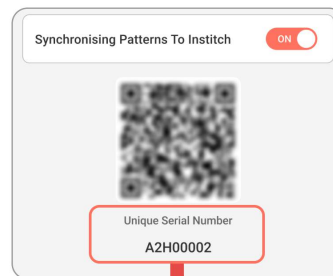 Synchronising Patterns To Institch
ON
Unique Serial Number
A2H00002